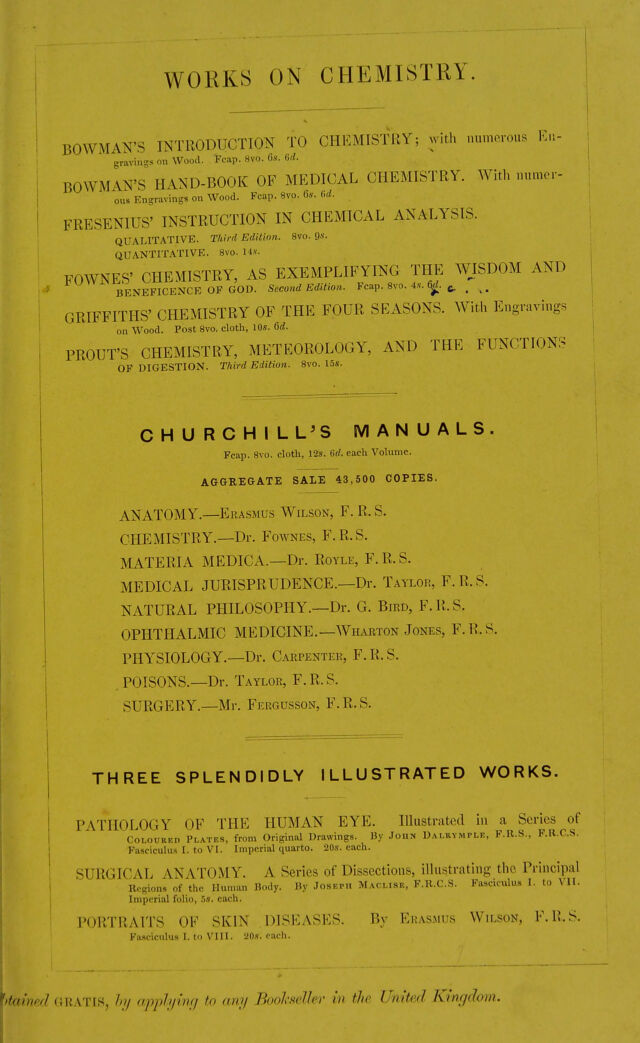 WORKS ON CHEMISTRY.
BOWMAN'S INTRODUCTION TO CHEMISTRY; with numerous En-
gravings on Wood. Fcap. 8vo. 6s. 6d.
BOWMAN'S HAND-BOOK OF MEDICAL CHEMISTRY. With numer-
ous Engravings on Wood. Fcap. 8vo. 6s. 6d.
FRESENIUS' INSTRUCTION IN CHEMICAL ANALYSIS.
QUALITATIVE. Third Edition. 8vo. 9s.
QUANTITATIVE. 8vo. 14s.
FOWNES' CHEMISTRY, AS EXEMPLIFYING THE WISDOM AND
BENEFICENCE OF GOD. Second Edition. Fcap. 8vo. 4s. 6d.
GRIFFITHS' CHEMISTRY OF THE FOUR SEASONS. With Engravings
on Wood. Post 8vo. cloth, 10s. 6d.
PROUT'S CHEMISTRY, METEOROLOGY, AND THE FUNCTIONS
OF DIGESTION. Third Edition. 8vo. 15s.
CHURCHILL'S MANUALS.
Fcap. 8vo. cloth, 12s. 6d. each Volume.
AGGREGATE SALE 43,500 COPIES.
ANATOMY.—ERASMUS WILSON, F.R.S.
CHEMISTRY.—Dr. FOWNES, F.R.S.
MATERIA MEDICA.—Dr. ROYLE, F.R.S.
MEDICAL JURISPRUDENCE.—Dr. TAYLOR, F.R.S.
NATURAL PHILOSOPHY.—Dr. G. BIRD, F.R.S.
OPHTHALMIC MEDICINE.—WHARTON JONES, F.R.S.
PHYSIOLOGY.—Dr. CARPENTER, F.R.S.
POISONS.—Dr. TAYLOR, F.R.S.
SURGERY.—Mr. FERGUSSON, F.R.S.
THREE SPLENDIDLY ILLUSTRATED WORKS.
PATHOLOGY OF THE HUMAN EYE. Illustrated in a Series of
COLOURED PLATES, from Original Drawings. By JOHN DALRYMPLE, F.R.S., F.R.C.S.
Fasciculus I. to VI. Imperial quarto. 20s. each.
SURGICAL ANATOMY. A Series of Dissections, illustrating the Principal
Regions of the Human Body. By JOSEPH MACLISE, F.R.C.S. Fasciculus I. to VII.
Imperial folio, 5s. each.
PORTRAITS OF SKIN DISEASES. By ERASMUS WILSON, F.R.S.
Fasciculus I. to VIII. 20s. each.
btained GRATIS, by applying to any Bookseller in the United Kingdom.